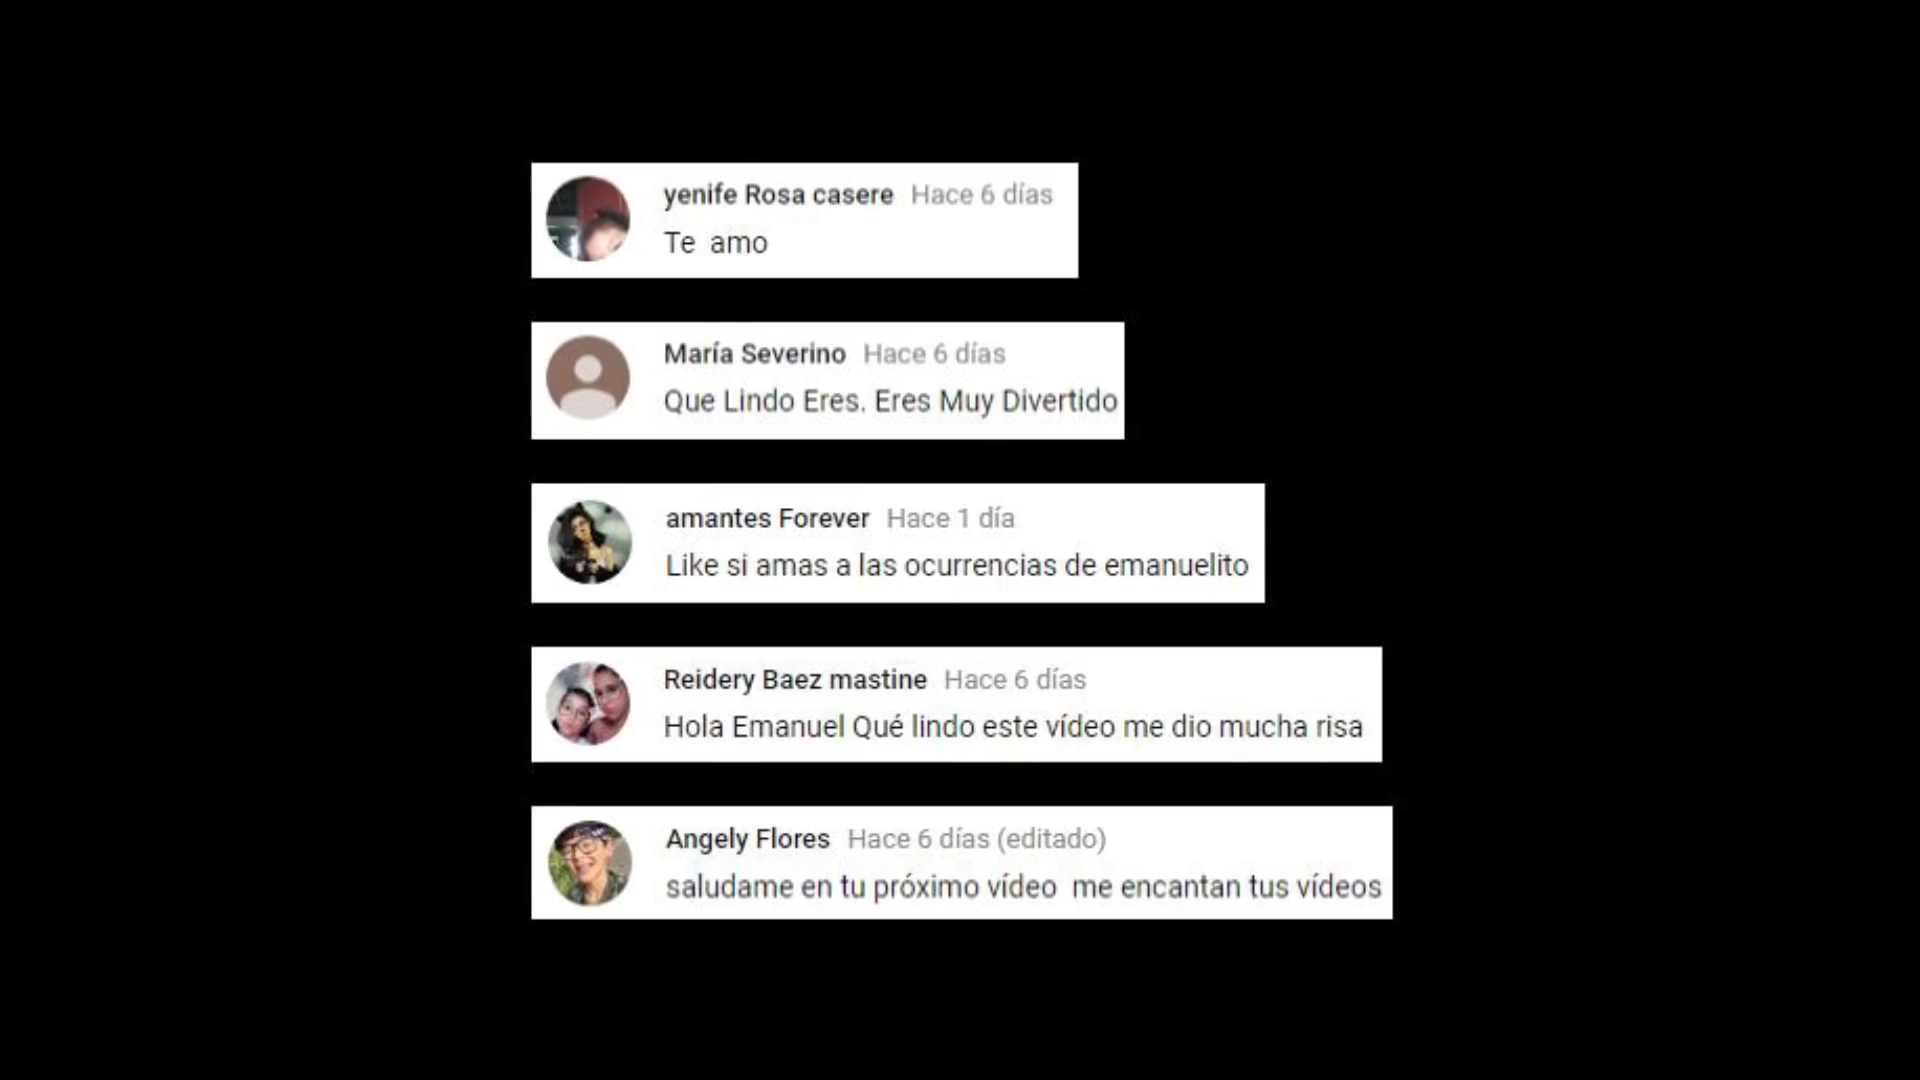 yenife Rosa casere Hace 6 días
Te amo
María Severino Hace 6 días
Que Lindo Eres. Eres Muy Divertido
amantes Forever Hace 1 día
Like si amas a las ocurrencias de emanuelito
Reidery Baez mastine Hace 6 días
Hola Emanuel Qué lindo este vídeo me dio mucha risa
Angely Flores Hace 6 días (editado)
saludame en tu próximo vídeo me encantan tus vídeos